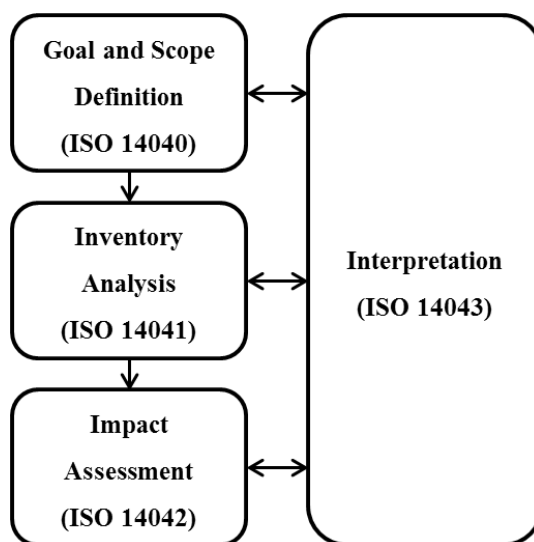 Goal and Scope
Definition
(ISO 14040)
Inventory
Analysis
(ISO 14041)
Impact
Assessment
(ISO 14042)
Interpretation
(ISO 14043)